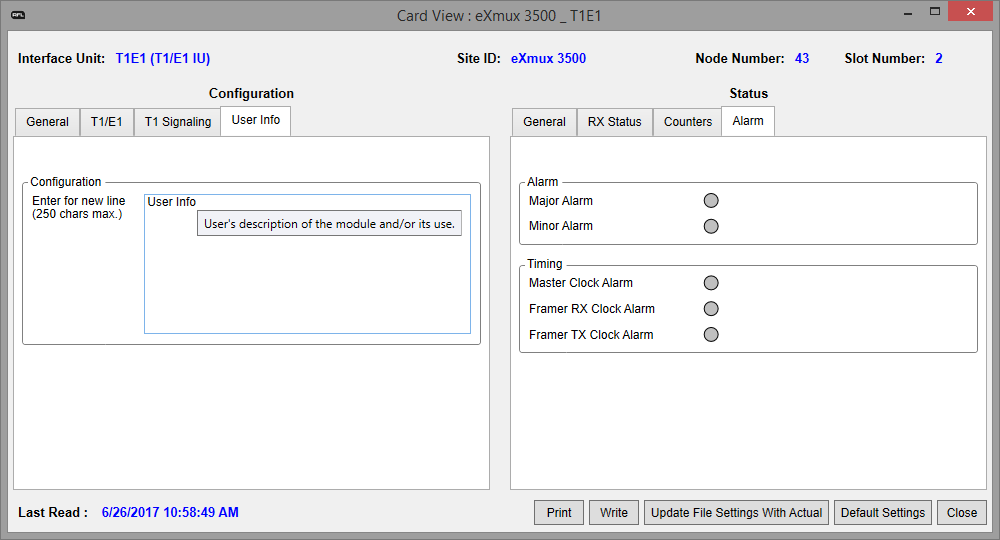 AFL
Card View : eXmux 3500 _ T1E1
Interface Unit: T1E1 (T1/E1 IU) Site ID: eXmux 3500 Node Number: 43 Slot Number: 2
Configuration
General T1/E1 T1 Signaling User Info
Configuration
Enter for new line
(250 chars max.)
User Info
User's description of the module and/or its use.
Status
General RX Status Counters Alarm
Alarm
Major Alarm
Minor Alarm
Timing
Master Clock Alarm
Framer RX Clock Alarm
Framer TX Clock Alarm
Last Read : 6/26/2017 10:58:49 AM
Print Write Update File Settings With Actual Default Settings Close